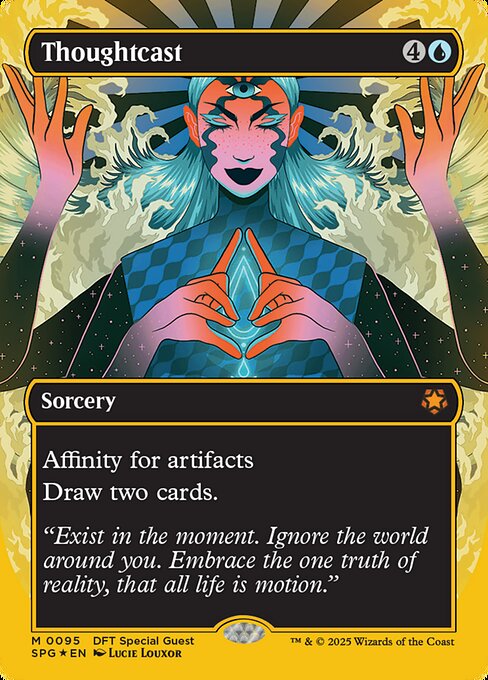 Thoughtcast 4
Sorcery
Affinity for artifacts
Draw two cards.
“Exist in the moment. Ignore the world
around you. Embrace the one truth of
reality, that all life is motion.”
M 0095 DFT Special Guest
SPG★EN Lucie Louxor
™ & © 2025 Wizards of the Coast